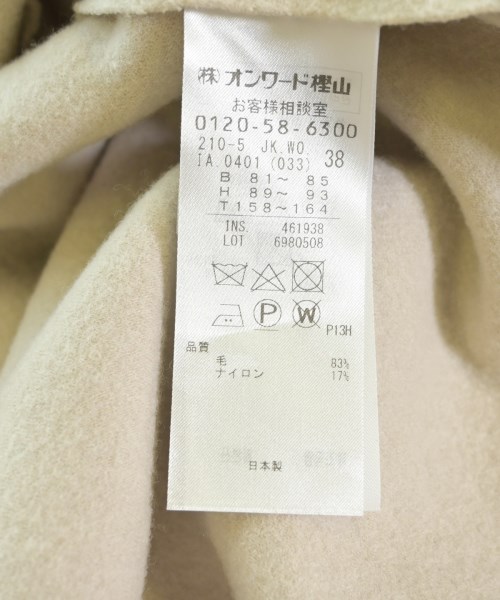 (株)オンワード樫山
お客様相談室
0120-58-6300
210-5 JK.WO.
IA.0401 (033) 38
B 81～ 85
H 89～ 93
T158～164
INS. 461938
LOT 6980508
P W
P13H
品質
毛 83%
ナイロン 17%
日本製